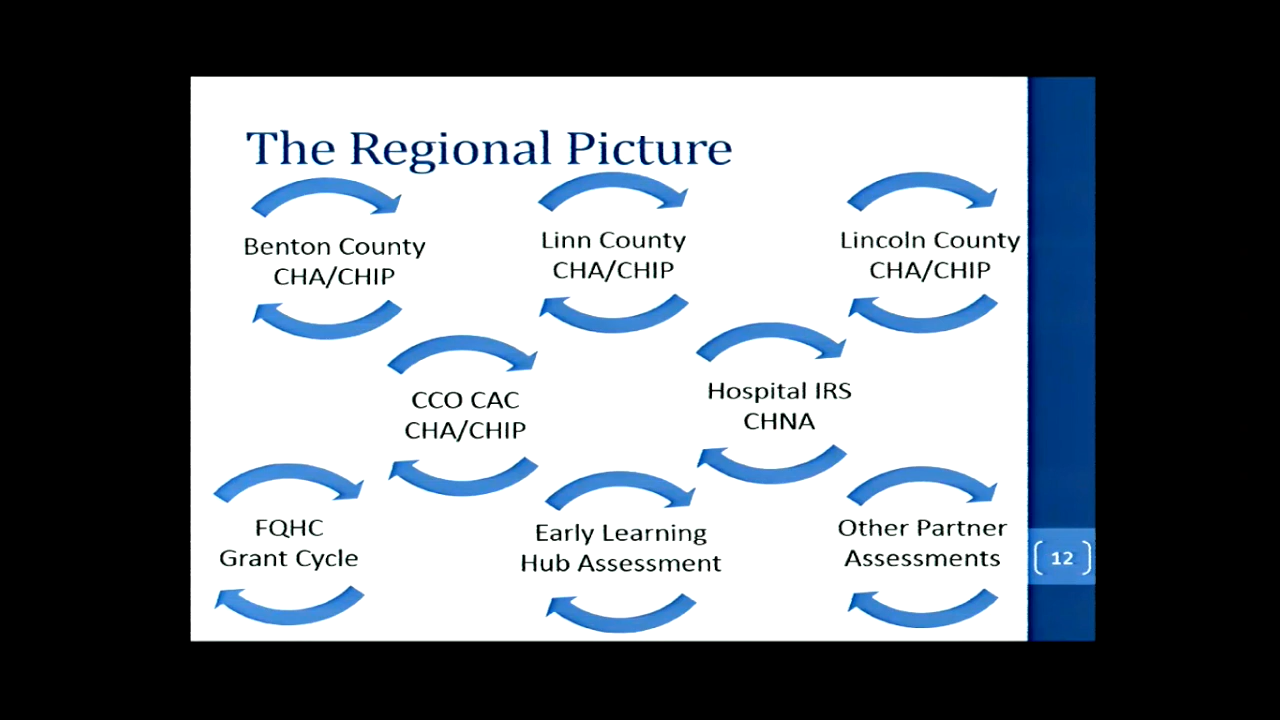 The Regional Picture
Benton County
CHA/CHIP
Linn County
CHA/CHIP
Lincoln County
CHA/CHIP
CCO CAC
CHA/CHIP
Hospital IRS
CHNA
FQHC
Grant Cycle
Early Learning
Hub Assessment
Other Partner
Assessments
12